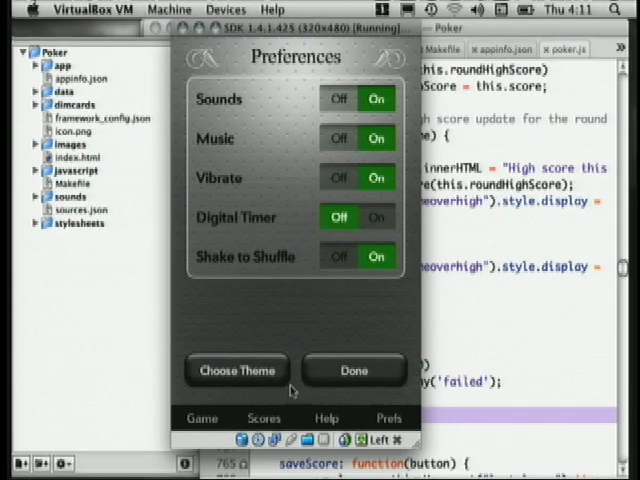 VirtualBox VM Machine Devices Help Thu 4:11
SDK 1.4.1.425 (320x480) [Running]... Poker
Makefile appinfo.json poker.js
Poker
app
appinfo.json
data
dimcards
framework_config.json
icon.png
images
index.html
javascript
Makefile
sounds
sources.json
stylesheets
Preferences
Sounds Off On
Music Off On
Vibrate Off On
Digital Timer Off On
Shake to Shuffle Off On
Choose Theme Done
Game Scores Help Prefs
Left ⌘
this.roundHighScore)
Score = this.score;
h score update for the round
) {
innerHTML = "High score this
re(this.roundHighScore);
eoverhigh").style.display =
eoverhigh").style.display =
))
ay('failed');
765 saveScore: function(button) {